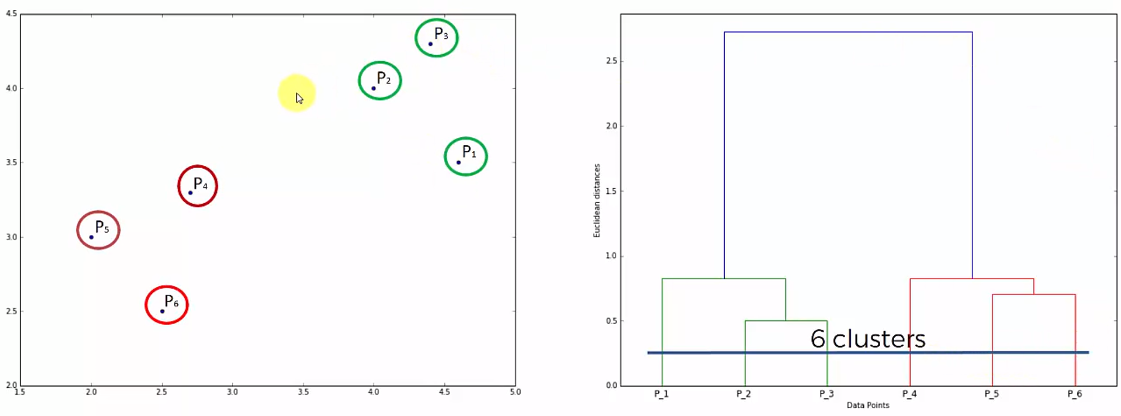 4.5
4.0
3.5
3.0
2.5
2.0
1.5
2.0
2.5
3.0
3.5
4.0
4.5
5.0
P3
P2
P1
P4
P5
P6
Euclidean distances
2.5
2.0
1.5
1.0
0.5
0.0
6 clusters
P_1
P_2
P_3
P_4
P_5
P_6
Data Points